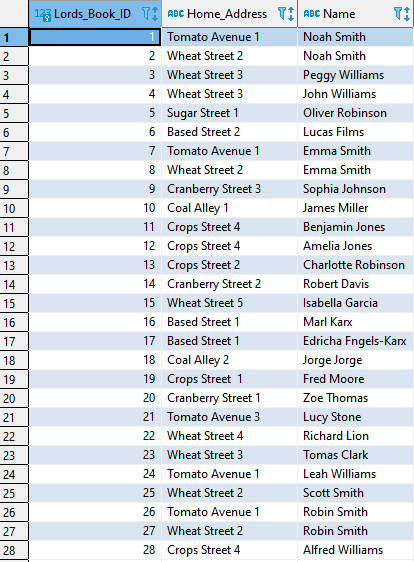 123 Lords_Book_ID ABC Home_Address ABC Name
1 1 Tomato Avenue 1 Noah Smith
2 2 Wheat Street 2 Noah Smith
3 3 Wheat Street 3 Peggy Williams
4 4 Wheat Street 3 John Williams
5 5 Sugar Street 1 Oliver Robinson
6 6 Based Street 2 Lucas Films
7 7 Tomato Avenue 1 Emma Smith
8 8 Wheat Street 2 Emma Smith
9 9 Cranberry Street 3 Sophia Johnson
10 10 Coal Alley 1 James Miller
11 11 Crops Street 4 Benjamin Jones
12 12 Crops Street 4 Amelia Jones
13 13 Crops Street 2 Charlotte Robinson
14 14 Cranberry Street 2 Robert Davis
15 15 Wheat Street 5 Isabella Garcia
16 16 Based Street 1 Marl Karx
17 17 Based Street 1 Edricha Fngels-Karx
18 18 Coal Alley 2 Jorge Jorge
19 19 Crops Street  1 Fred Moore
20 20 Cranberry Street 1 Zoe Thomas
21 21 Tomato Avenue 3 Lucy Stone
22 22 Wheat Street 4 Richard Lion
23 23 Wheat Street 3 Tomas Clark
24 24 Tomato Avenue 1 Leah Williams
25 25 Wheat Street 2 Scott Smith
26 26 Tomato Avenue 1 Robin Smith
27 27 Wheat Street 2 Robin Smith
28 28 Crops Street 4 Alfred Williams